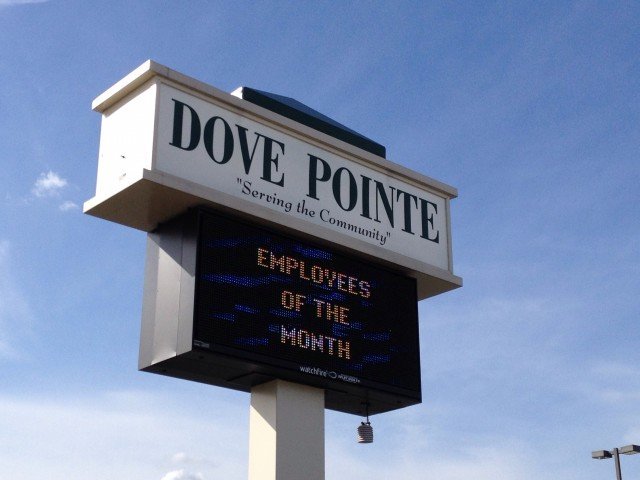 DOVE POINTE
"Serving the Community"
EMPLOYEES
OF THE
MONTH
watchfire